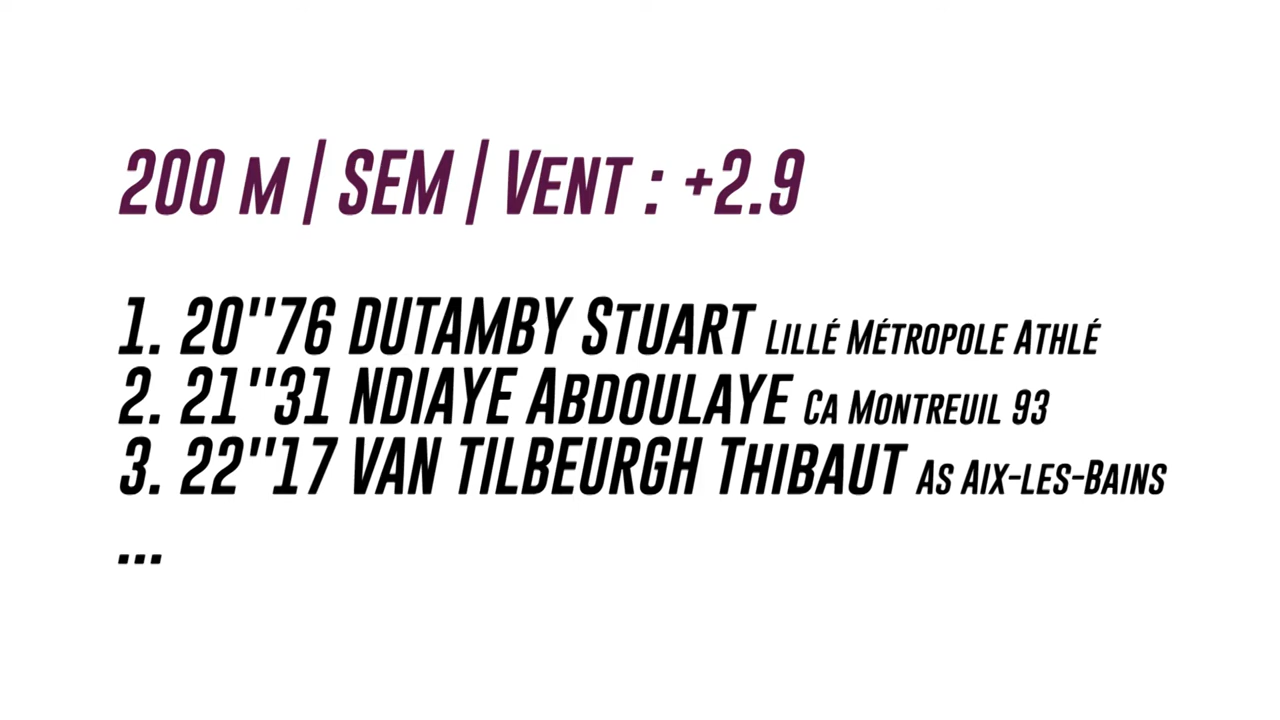 200 m | SEM | Vent : +2.9
1. 20"76 DUTAMBY Stuart Lillé Métropole Athlé
2. 21"31 NDIAYE Abdoulaye Ca Montreuil 93
3. 22"17 VAN TILBEURGH Thibaut As Aix-les-Bains
...